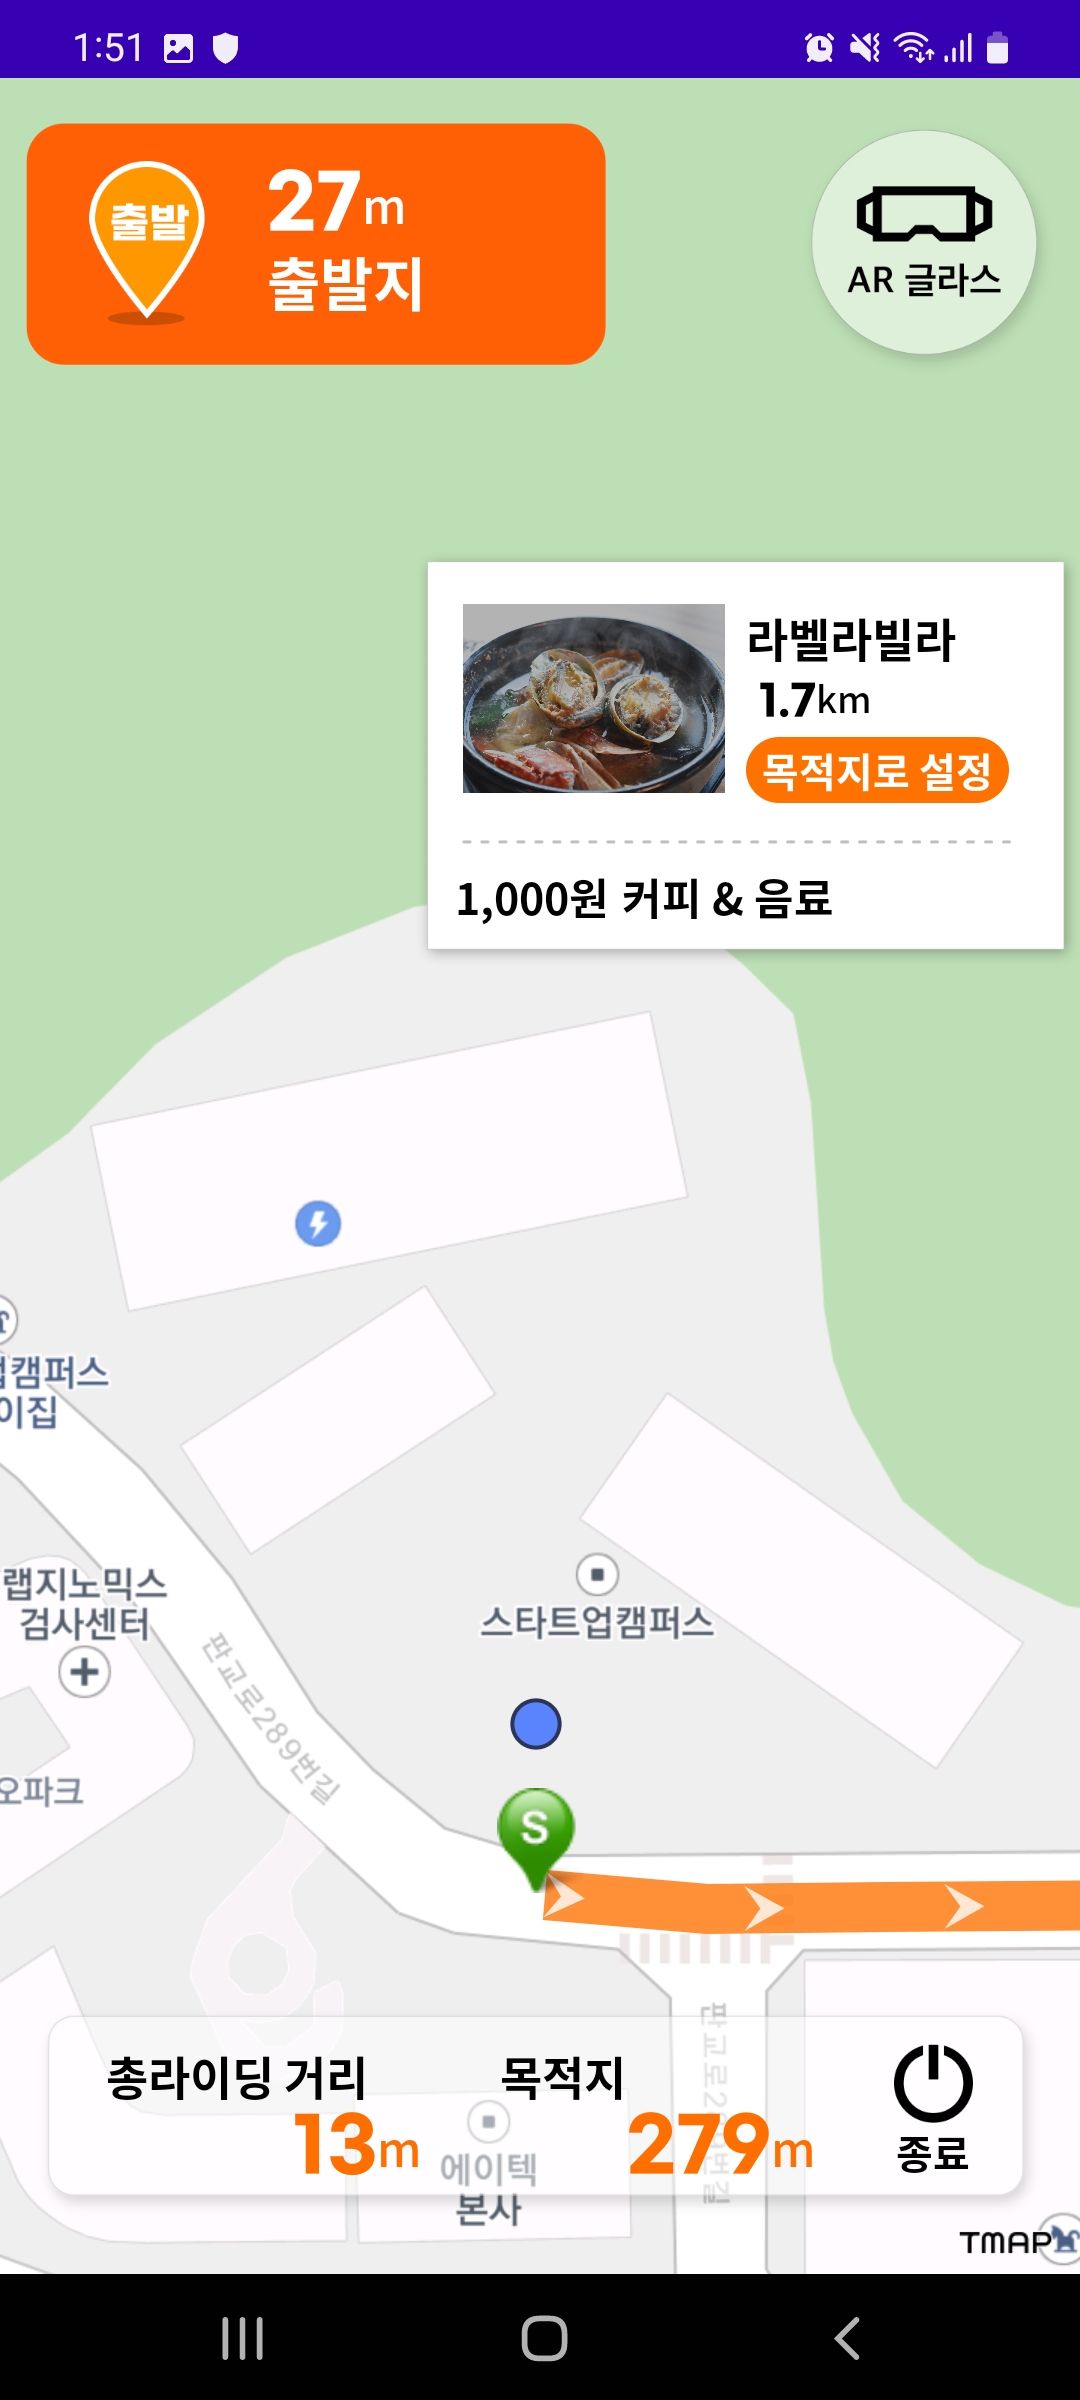 1:51
출발
27m
출발지
AR 글라스
라벨라빌라
1.7km
목적지로 설정
1,000원 커피 & 음료
캠퍼스
이집
랩지노믹스
검사센터
판교로289번길
스타트업캠퍼스
오파크
S
총라이딩 거리
13m
목적지
279m
종료
에이텍
본사
TMAP